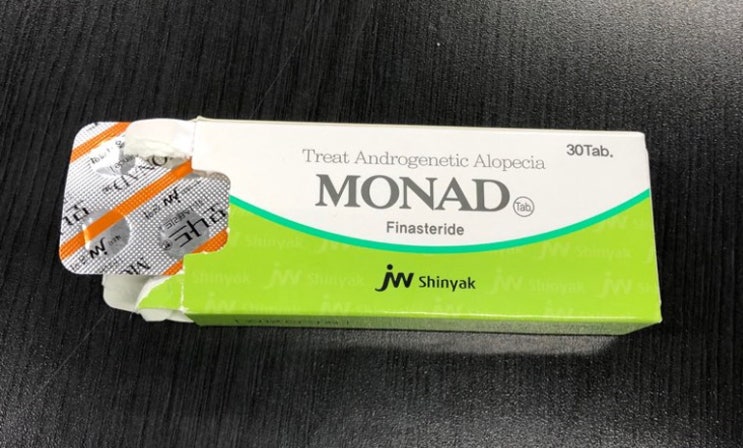 Treat Androgenetic Alopecia
30Tab.
MONAD Tab.
Finasteride
JW Shinyak